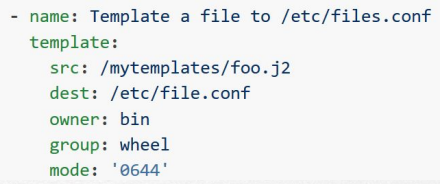 - name: Template a file to /etc/files.conf
  template:
    src: /mytemplates/foo.j2
    dest: /etc/file.conf
    owner: bin
    group: wheel
    mode: '0644'